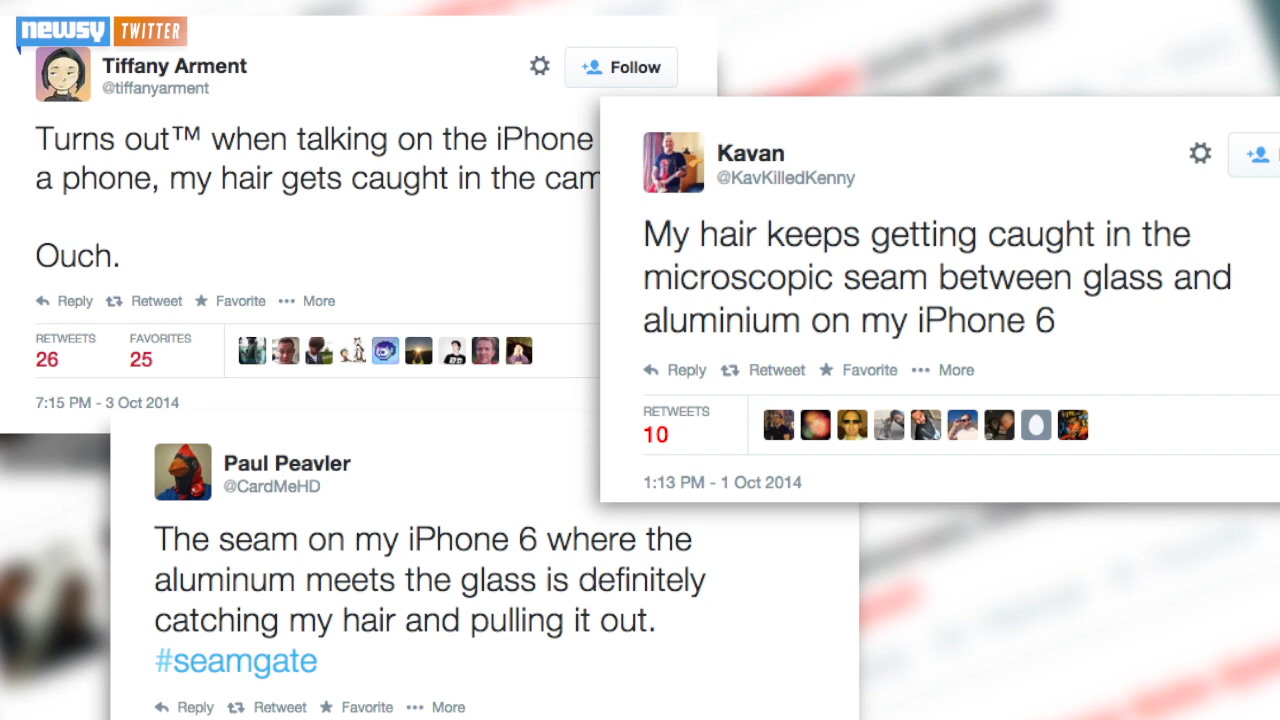 newsy TWITTER
Tiffany Arment
@tiffanyarment
Follow
Turns out™ when talking on the iPhone
a phone, my hair gets caught in the
Ouch.
Reply Retweet Favorite More
RETWEETS FAVORITES
26 25
7:15 PM - 3 Oct 2014
Kavan
@KavKilledKenny
My hair keeps getting caught in the
microscopic seam between glass and
aluminium on my iPhone 6
Reply Retweet Favorite More
RETWEETS
10
1:13 PM - 1 Oct 2014
Paul Peavler
@CardMeHD
The seam on my iPhone 6 where the
aluminum meets the glass is definitely
catching my hair and pulling it out.
#seamgate
Reply Retweet Favorite More